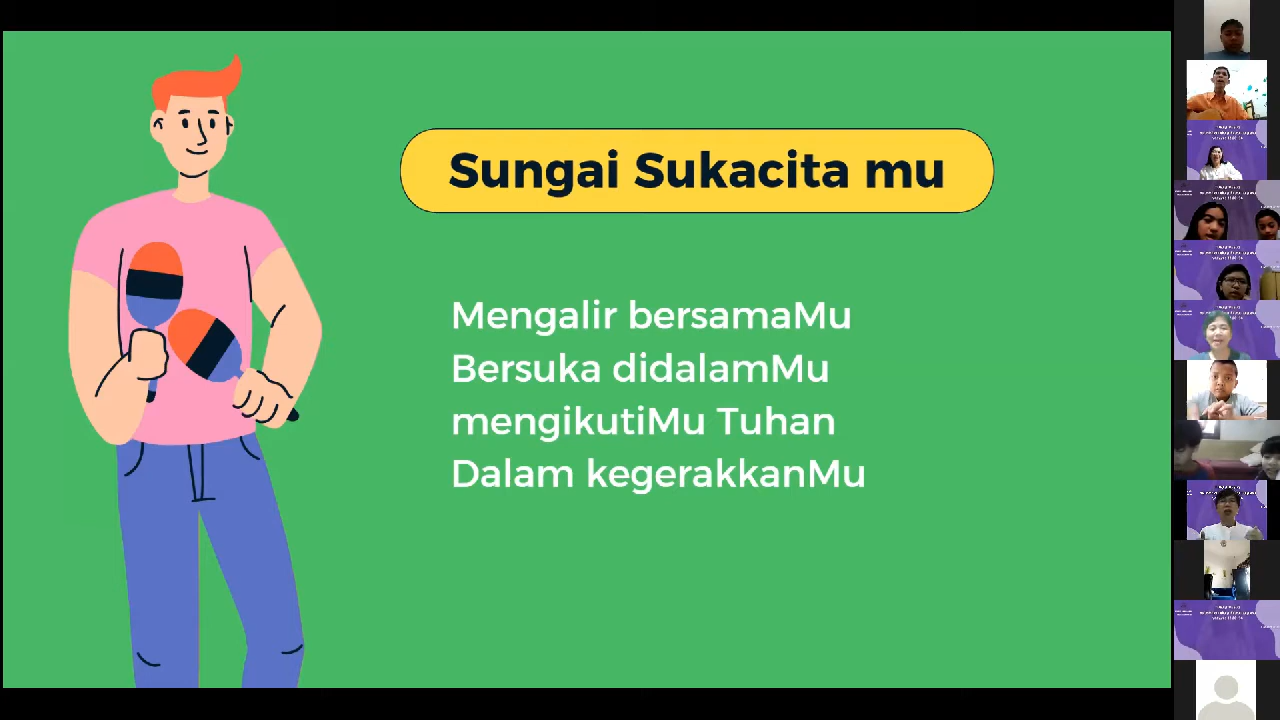 Sungai Sukacita mu
Mengalir bersamaMu
Bersuka didalamMu
mengikutiMu Tuhan
Dalam kegerakkanMu